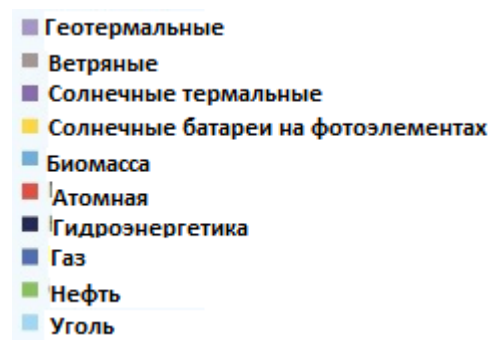 Геотермальные
Ветряные
Солнечные термальные
Солнечные батареи на фотоэлементах
Биомасса
Атомная
Гидроэнергетика
Газ
Нефть
Уголь